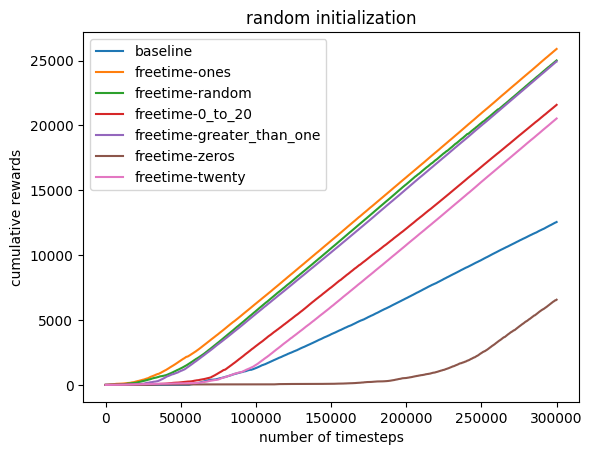 random initialization
cumulative rewards
25000
20000
15000
10000
5000
0
baseline
freetime-ones
freetime-random
freetime-0_to_20
freetime-greater_than_one
freetime-zeros
freetime-twenty
0 50000 100000 150000 200000 250000 300000
number of timesteps